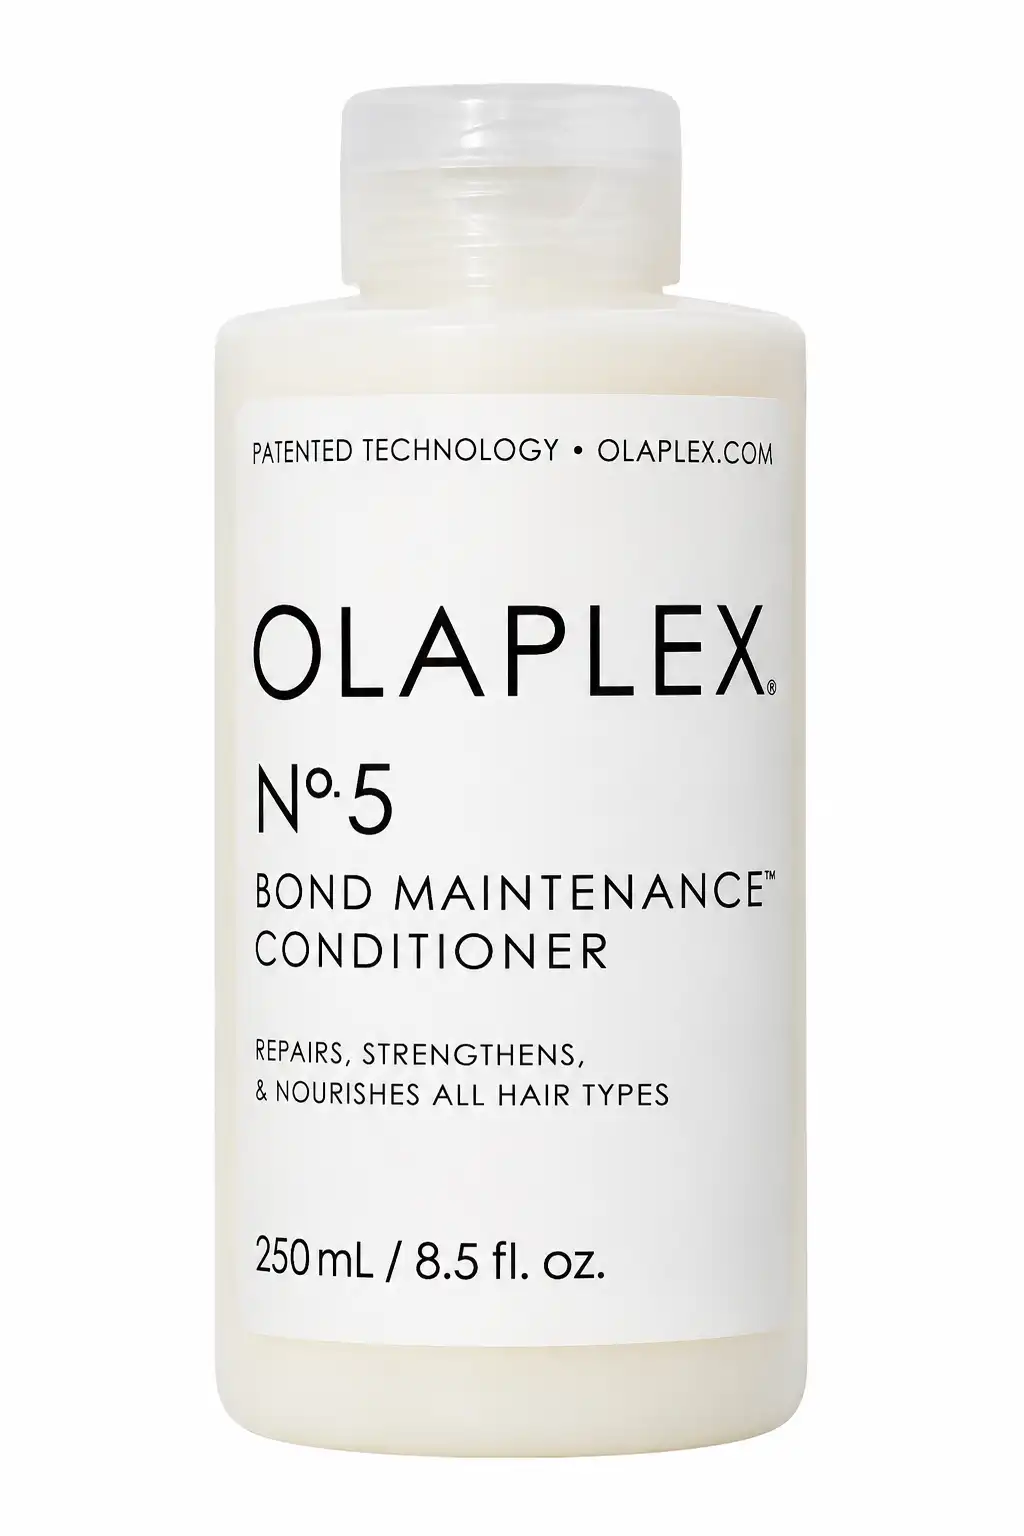 PATENTED TECHNOLOGY • OLAPLEX.COM
OLAPLEX®
Nº.5
BOND MAINTENANCE™
CONDITIONER
REPAIRS, STRENGTHENS,
& NOURISHES ALL HAIR TYPES
250 mL / 8.5 fl. oz.